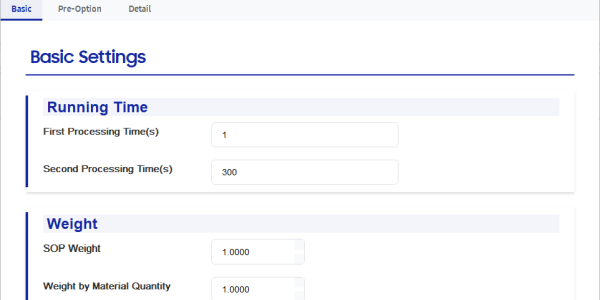 Basic Pre-Option Detail
Basic Settings
Running Time
First Processing Time(s) 1
Second Processing Time(s) 300
Weight
SOP Weight 1.0000
Weight by Material Quantity 1.0000